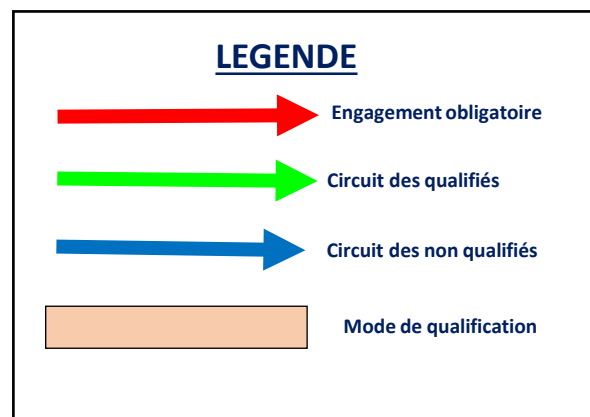 LEGENDE
Engagement obligatoire
Circuit des qualifiés
Circuit des non qualifiés
Mode de qualification